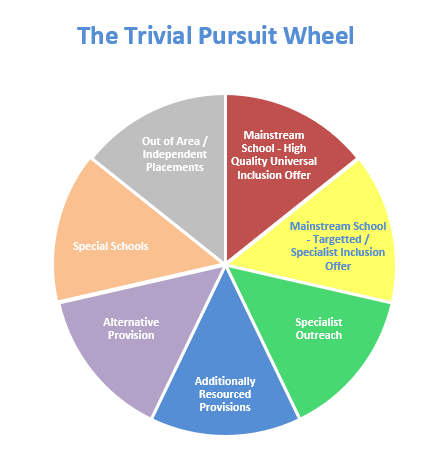 The Trivial Pursuit Wheel
Out of Area /
Independent
Placements
Mainstream
School - High
Quality Universal
Inclusion Offer
Mainstream School
- Targetted /
Specialist Inclusion
Offer
Special Schools
Alternative
Provision
Specialist
Outreach
Additionally
Resourced
Provisions